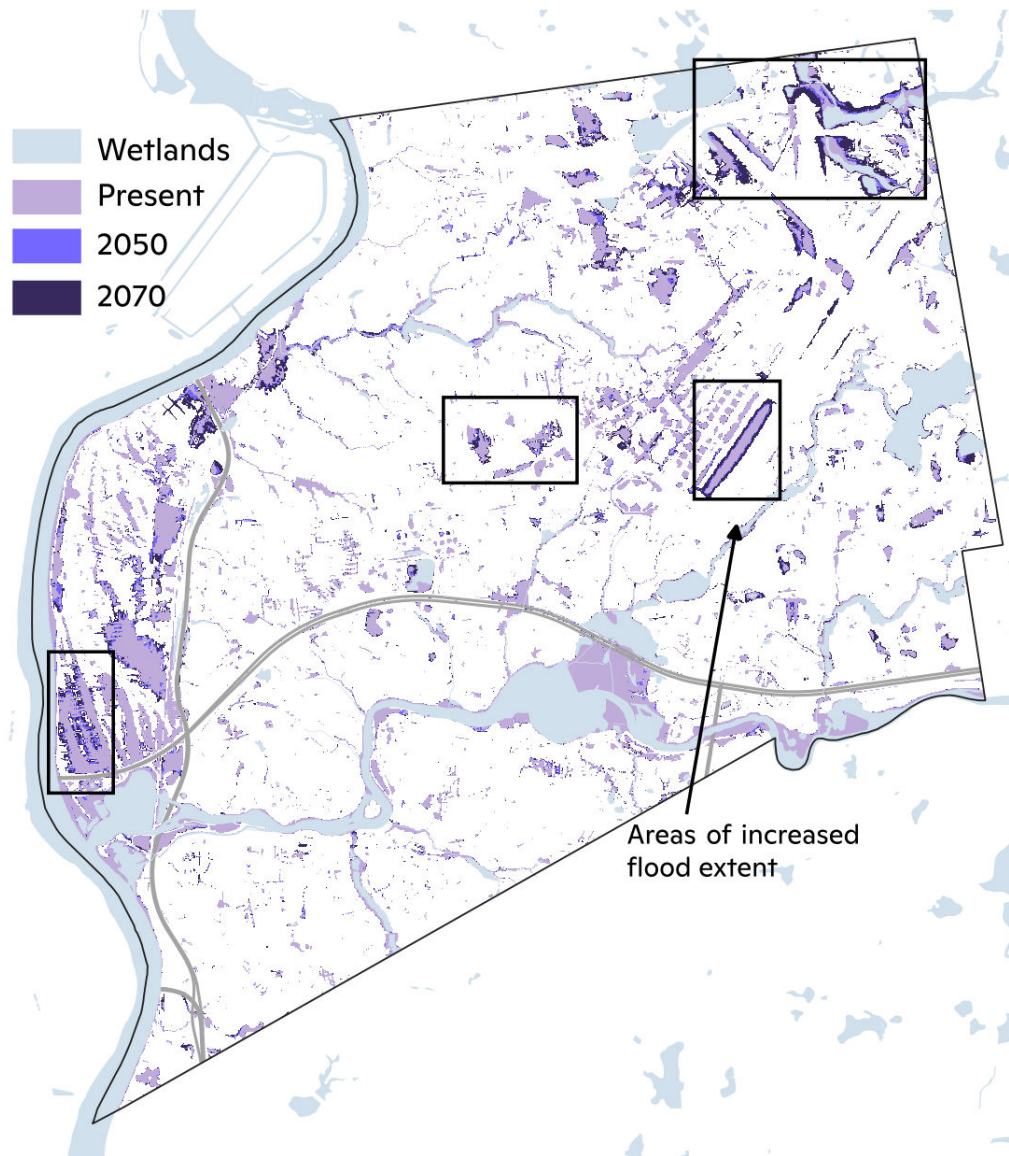 Wetlands
Present
2050
2070
Areas of increased
flood extent